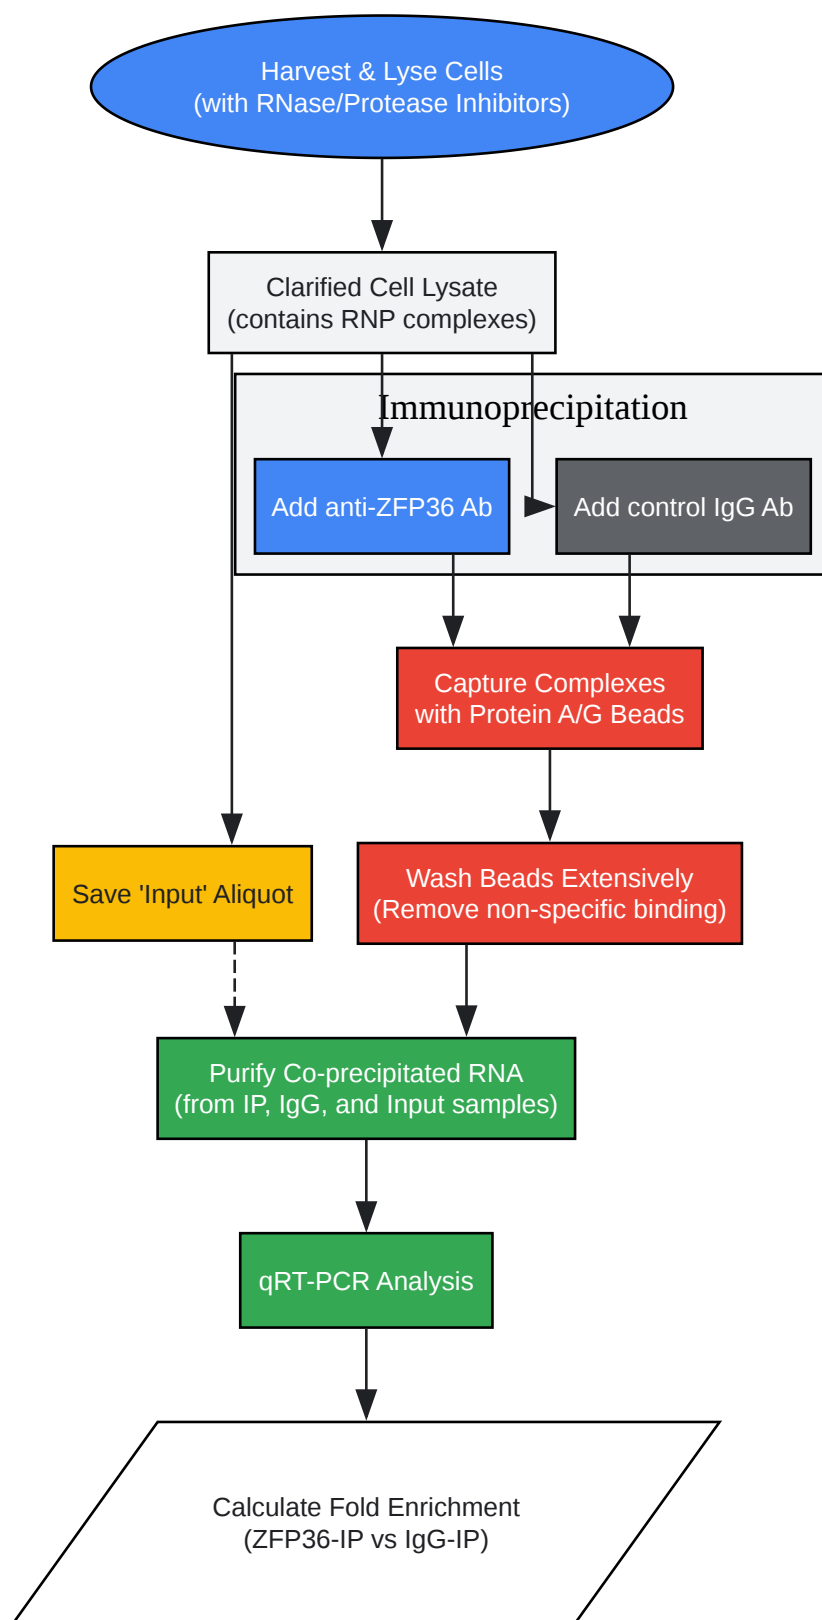 Harvest & Lyse Cells
(with RNase/Protease Inhibitors)
Clarified Cell Lysate
(contains RNP complexes)
Immunoprecipitation
Add anti-ZFP36 Ab
Add control IgG Ab
Capture Complexes
with Protein A/G Beads
Save 'Input' Aliquot
Wash Beads Extensively
(Remove non-specific binding)
Purify Co-precipitated RNA
(from IP, IgG, and Input samples)
qRT-PCR Analysis
Calculate Fold Enrichment
(ZFP36-IP vs IgG-IP)